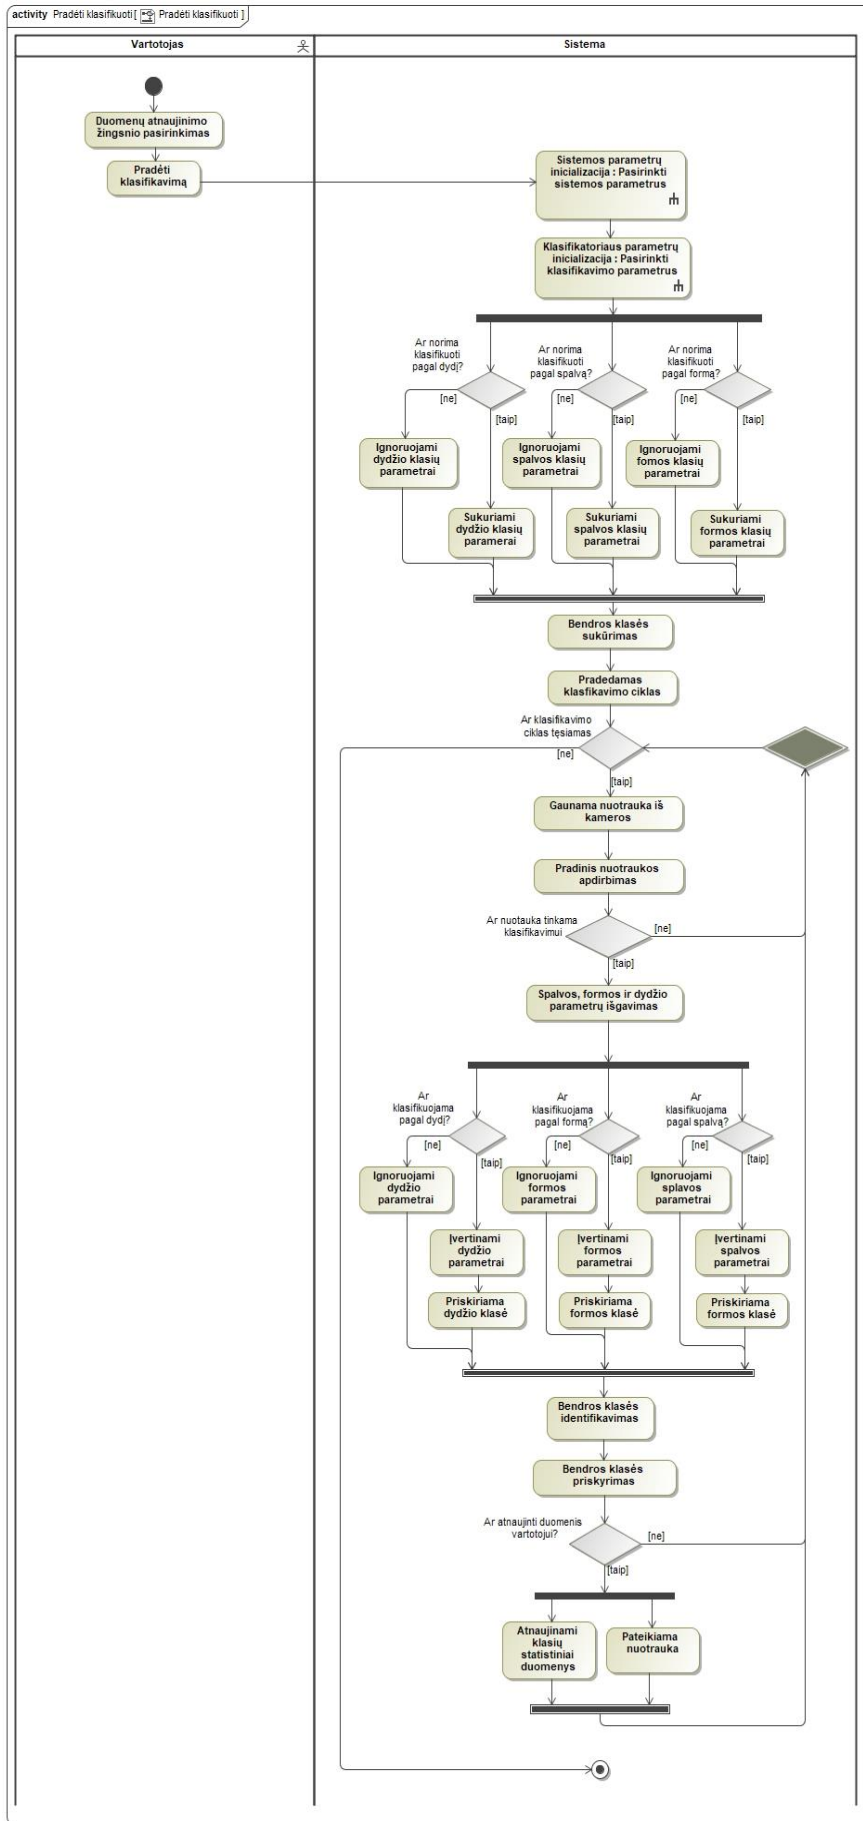 activity Pradėti klasifikuoti [ Pradėti klasifikuoti ]
Vartotojas
Sistema
Duomenų atnaujinimo
žingsnio pasirinkimas
Pradėti
klasifikavimą
Sistemos parametrų
inicializacija : Pasirinkti
sistemos parametrus
Klasifikatoriaus parametrų
inicializacija : Pasirinkti
klasifikavimo parametrus
Ar norima
klasifikuoti
pagal dydį?
Ar norima
klasifikuoti
pagal spalvą?
Ar norima
klasifikuoti
pagal formą?
[ne]
[ne]
[ne]
[taip]
[taip]
[taip]
Ignoruojami
dydžio klasių
parametrai
Ignoruojami
spalvos klasių
parametrai
Ignoruojami
fomos klasių
parametrai
Sukuriami
dydžio klasių
paramerai
Sukuriami
spalvos klasių
parametrai
Sukuriami
formos klasių
parametrai
Bendros klasės
sukūrimas
Pradedamas
klasfikavimo ciklas
Ar klasifikavimo
ciklas tęsiamas
[ne]
[taip]
Gaunama nuotrauka iš
kameros
Pradinis nuotraukos
apdirbimas
Ar nuotauka tinkama
klasifikavimui
[ne]
[taip]
Spalvos, formos ir dydžio
parametrų išgavimas
Ar
klasifikuojama
pagal dydį?
Ar
klasifikuojama
pagal formą?
Ar
klasifikuojama
pagal spalvą?
[ne]
[ne]
[ne]
[taip]
[taip]
[taip]
Ignoruojami
dydžio
parametrai
Ignoruojami
formos
parametrai
Ignoruojami
splavos
parametrai
Įvertinami
dydžio
parametrai
Įvertinami
formos
parametrai
Įvertinami
spalvos
parametrai
Priskiriama
dydžio klasė
Priskiriama
formos klasė
Priskiriama
formos klasė
Bendros klasės
identifikavimas
Bendros klasės
priskyrimas
Ar atnaujinti duomenis
vartotojui?
[ne]
[taip]
Atnaujinami
klasių
statistiniai
duomenys
Pateikiama
nuotrauka